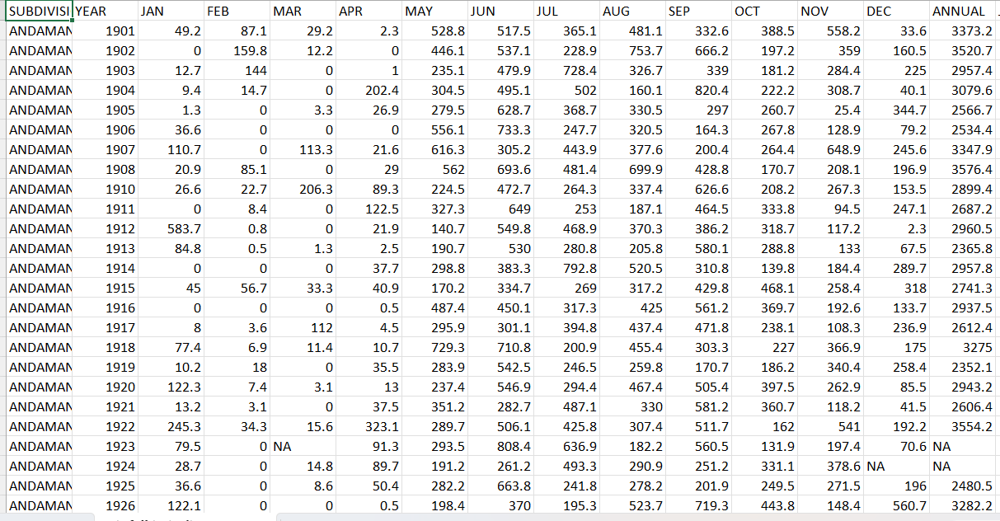 SUBDIVISI YEAR JAN FEB MAR APR MAY JUN JUL AUG SEP OCT NOV DEC ANNUAL
ANDAMAN 1901 49.2 87.1 29.2 2.3 528.8 517.5 365.1 481.1 332.6 388.5 558.2 33.6 3373.2
ANDAMAN 1902 0 159.8 12.2 0 446.1 537.1 228.9 753.7 666.2 197.2 359 160.5 3520.7
ANDAMAN 1903 12.7 144 0 1 235.1 479.9 728.4 326.7 339 181.2 284.4 225 2957.4
ANDAMAN 1904 9.4 14.7 0 202.4 304.5 495.1 502 160.1 820.4 222.2 308.7 40.1 3079.6
ANDAMAN 1905 1.3 0 3.3 26.9 279.5 628.7 368.7 330.5 297 260.7 25.4 344.7 2566.7
ANDAMAN 1906 36.6 0 0 0 556.1 733.3 247.7 320.5 164.3 267.8 128.9 79.2 2534.4
ANDAMAN 1907 110.7 0 113.3 21.6 616.3 305.2 443.9 377.6 200.4 264.4 648.9 245.6 3347.9
ANDAMAN 1908 20.9 85.1 0 29 562 693.6 481.4 699.9 428.8 170.7 208.1 196.9 3576.4
ANDAMAN 1910 26.6 22.7 206.3 89.3 224.5 472.7 264.3 337.4 626.6 208.2 267.3 153.5 2899.4
ANDAMAN 1911 0 8.4 0 122.5 327.3 649 253 187.1 464.5 333.8 94.5 247.1 2687.2
ANDAMAN 1912 583.7 0.8 0 21.9 140.7 549.8 468.9 370.3 386.2 318.7 117.2 2.3 2960.5
ANDAMAN 1913 84.8 0.5 1.3 2.5 190.7 530 280.8 205.8 580.1 288.8 133 67.5 2365.8
ANDAMAN 1914 0 0 0 37.7 298.8 383.3 792.8 520.5 310.8 139.8 184.4 289.7 2957.8
ANDAMAN 1915 45 56.7 33.3 40.9 170.2 334.7 269 317.2 429.8 468.1 258.4 318 2741.3
ANDAMAN 1916 0 0 0 0.5 487.4 450.1 317.3 425 561.2 369.7 192.6 133.7 2937.5
ANDAMAN 1917 8 3.6 112 4.5 295.9 301.1 394.8 437.4 471.8 238.1 108.3 236.9 2612.4
ANDAMAN 1918 77.4 6.9 11.4 10.7 729.3 710.8 200.9 455.4 303.3 227 366.9 175 3275
ANDAMAN 1919 10.2 18 0 35.5 283.9 542.5 246.5 259.8 170.7 186.2 340.4 258.4 2352.1
ANDAMAN 1920 122.3 7.4 3.1 13 237.4 546.9 294.4 467.4 505.4 397.5 262.9 85.5 2943.2
ANDAMAN 1921 13.2 3.1 0 37.5 351.2 282.7 487.1 330 581.2 360.7 118.2 41.5 2606.4
ANDAMAN 1922 245.3 34.3 15.6 323.1 289.7 506.1 425.8 307.4 511.7 162 541 192.2 3554.2
ANDAMAN 1923 79.5 0 NA 91.3 293.5 808.4 636.9 182.2 560.5 131.9 197.4 70.6 NA
ANDAMAN 1924 28.7 0 14.8 89.7 191.2 261.2 493.3 290.9 251.2 331.1 378.6 NA NA
ANDAMAN 1925 36.6 0 8.6 50.4 282.2 663.8 241.8 278.2 201.9 249.5 271.5 196 2480.5
ANDAMAN 1926 122.1 0 0 0.5 198.4 370 195.3 523.7 719.3 443.8 148.4 560.7 3282.2